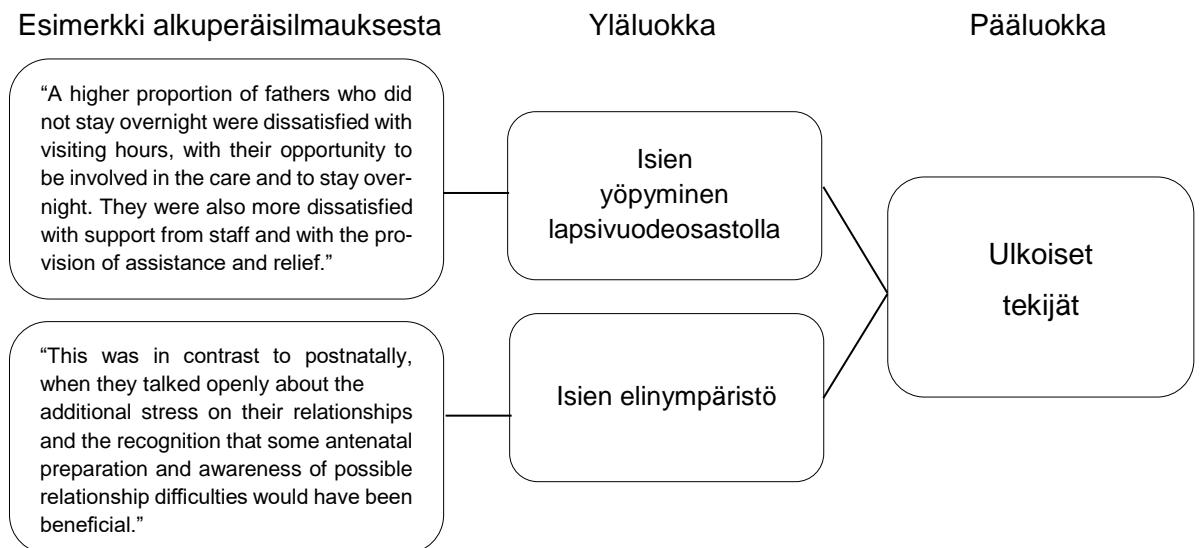 Esimerkki alkuperäisilmauksesta
Yläluokka
Pääluokka
“A higher proportion of fathers who did
not stay overnight were dissatisfied with
visiting hours, with their opportunity to
be involved in the care and to stay over-
night. They were also more dissatisfied
with support from staff and with the pro-
vision of assistance and relief.”
Isien
yöpyminen
lapsivuodeosastolla
Ulkoiset
tekijät
“This was in contrast to postnatally,
when they talked openly about the
additional stress on their relationships
and the recognition that some antenatal
preparation and awareness of possible
relationship difficulties would have been
beneficial.”
Isien elinympäristö